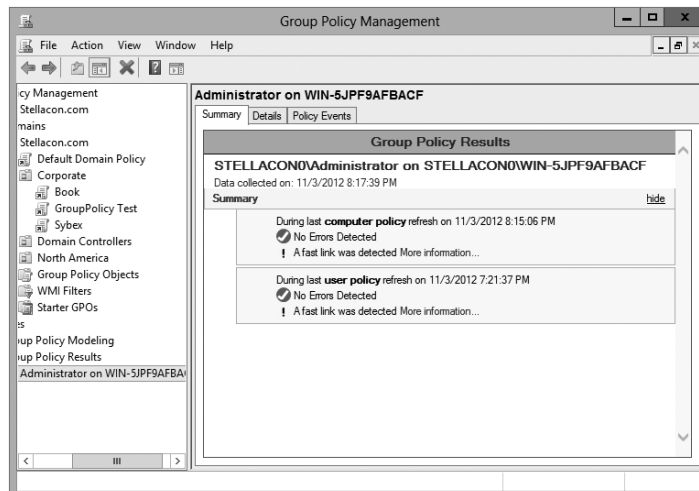 Group Policy Management
File Action View Window Help
icy Management
Stellacon.com
mains
Stellacon.com
Default Domain Policy
Corporate
Book
GroupPolicy Test
Sybex
Domain Controllers
North America
Group Policy Objects
WMI Filters
Starter GPOs
es
oup Policy Modeling
oup Policy Results
Administrator on WIN-5JPF9AFBA
Administrator on WIN-5JPF9AFBACF
Summary Details Policy Events
Group Policy Results
STELLACON0\Administrator on STELLACON0\WIN-5JPF9AFBACF
Data collected on: 11/3/2012 8:17:39 PM
Summary hide
During last computer policy refresh on 11/3/2012 8:15:06 PM
No Errors Detected
A fast link was detected More information...
During last user policy refresh on 11/3/2012 7:21:37 PM
No Errors Detected
A fast link was detected More information...